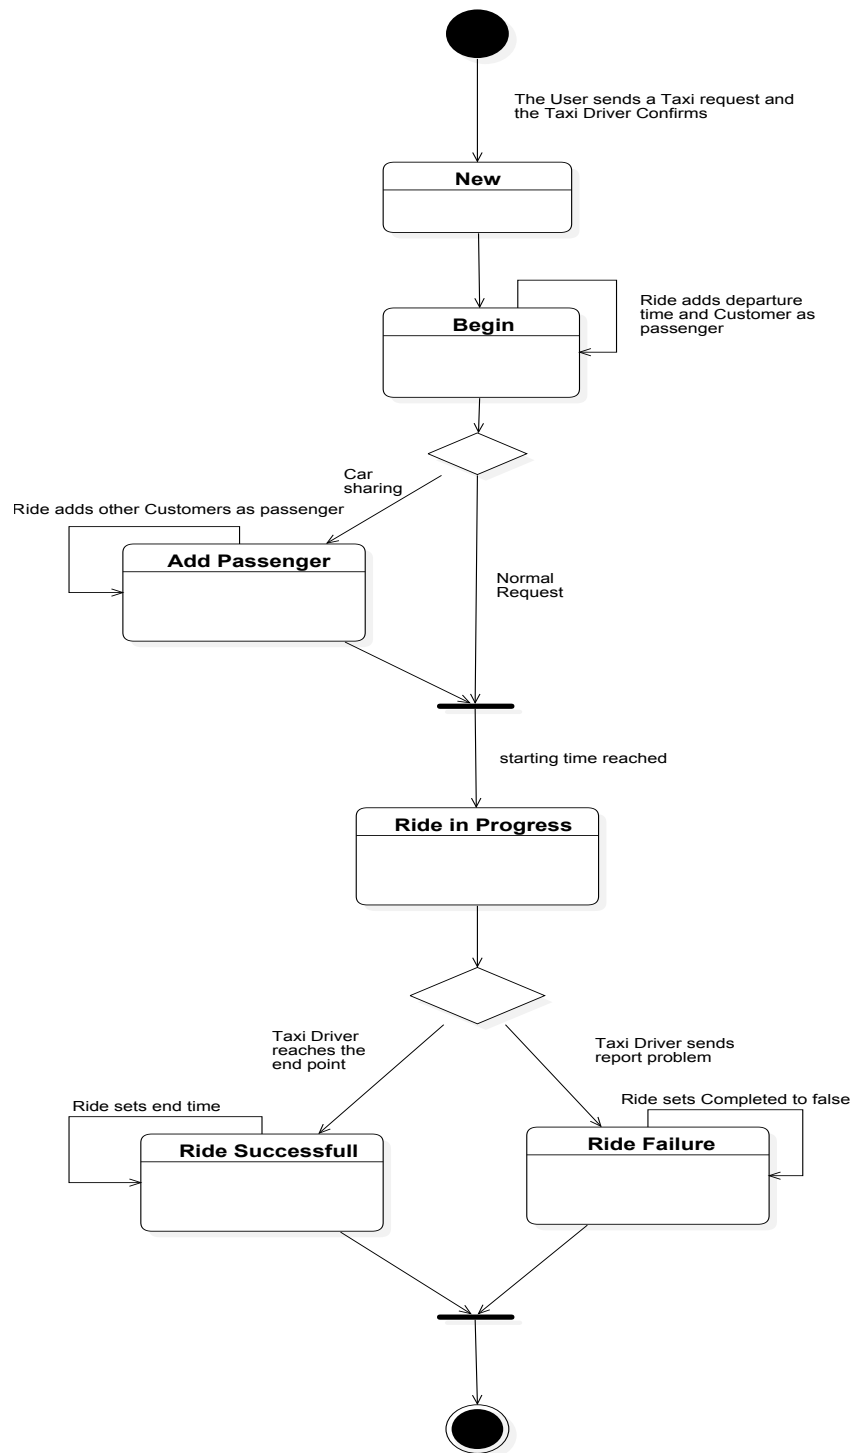 The User sends a Taxi request and
the Taxi Driver Confirms
New
Ride adds departure
time and Customer as
passenger
Begin
Car
sharing
Ride adds other Customers as passenger
Add Passenger
Normal
Request
starting time reached
Ride in Progress
Taxi Driver
reaches the
end point
Taxi Driver sends
report problem
Ride sets end time
Ride sets Completed to false
Ride Successfull
Ride Failure